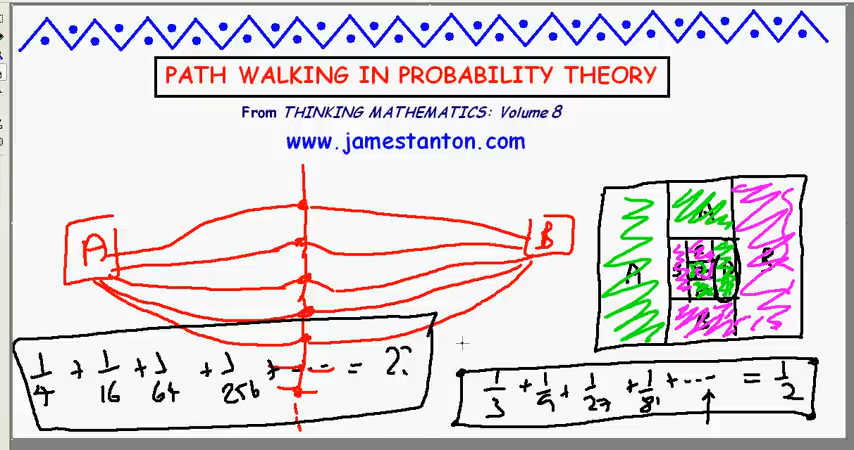 PATH WALKING IN PROBABILITY THEORY
From THINKING MATHEMATICS: Volume 8
www.jamestanton.com
A
B
A
A
B
1/4 + 1/16 + 1/64 + 1/256 + ... = ??
1/3 + 1/9 + 1/27 + 1/81 + ... = 1/2